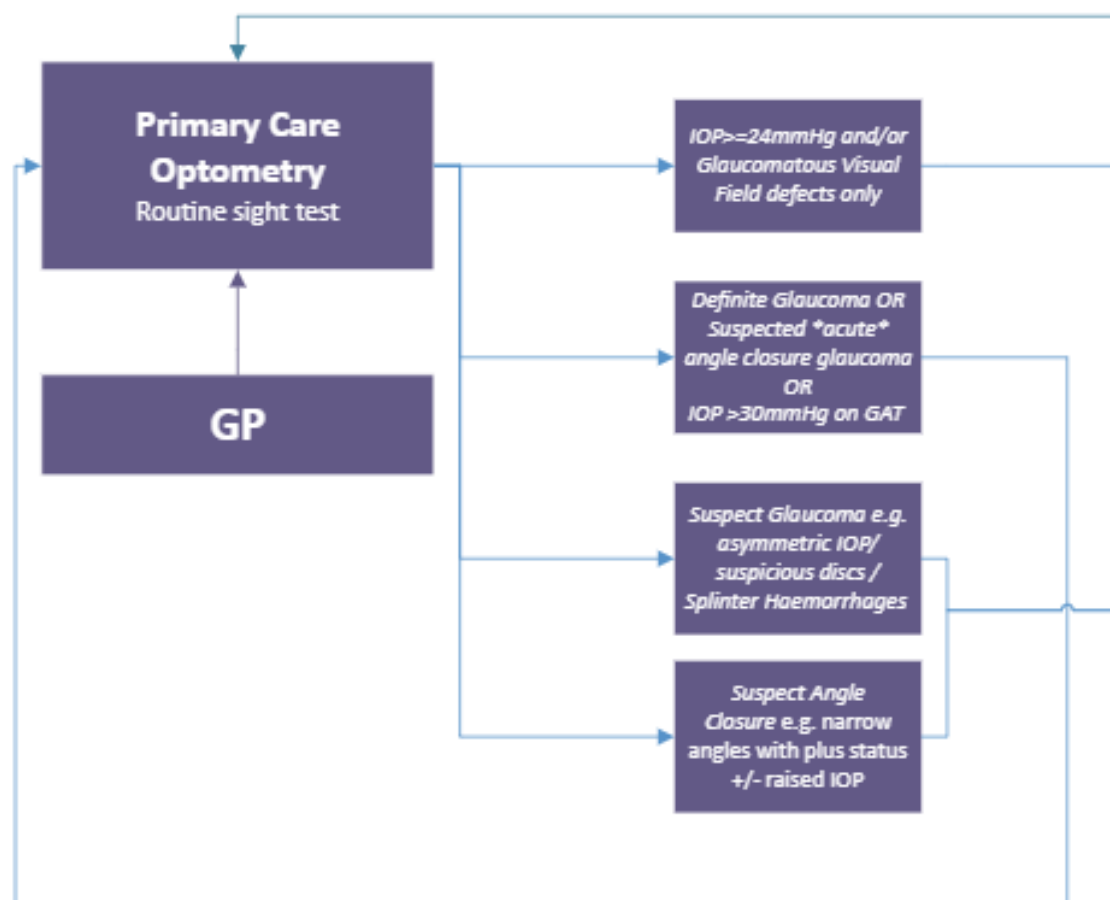 Primary Care
Optometry
Routine sight test
GP
IOP>=24mmHg and/or
Glaucomatous Visual
Field defects only
Definite Glaucoma OR
Suspected *acute*
angle closure glaucoma
OR
IOP >30mmHg on GAT
Suspect Glaucoma e.g.
asymmetric IOP/
suspicious discs /
Splinter Haemorrhages
Suspect Angle
Closure e.g. narrow
angles with plus status
+/- raised IOP